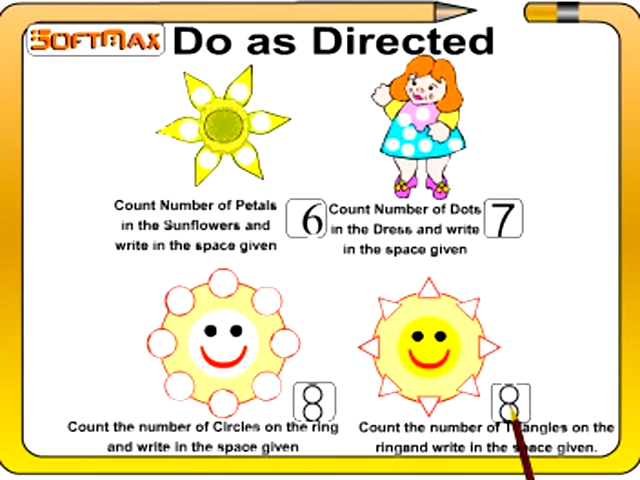 SOFTMAX
Do as Directed
Count Number of Petals
in the Sunflowers and
write in the space given
6
Count Number of Dots
in the Dress and write
in the space given
7
8
Count the number of Circles on the ring
and write in the space given
8
Count the number of Triangles on the
ringand write in the space given.